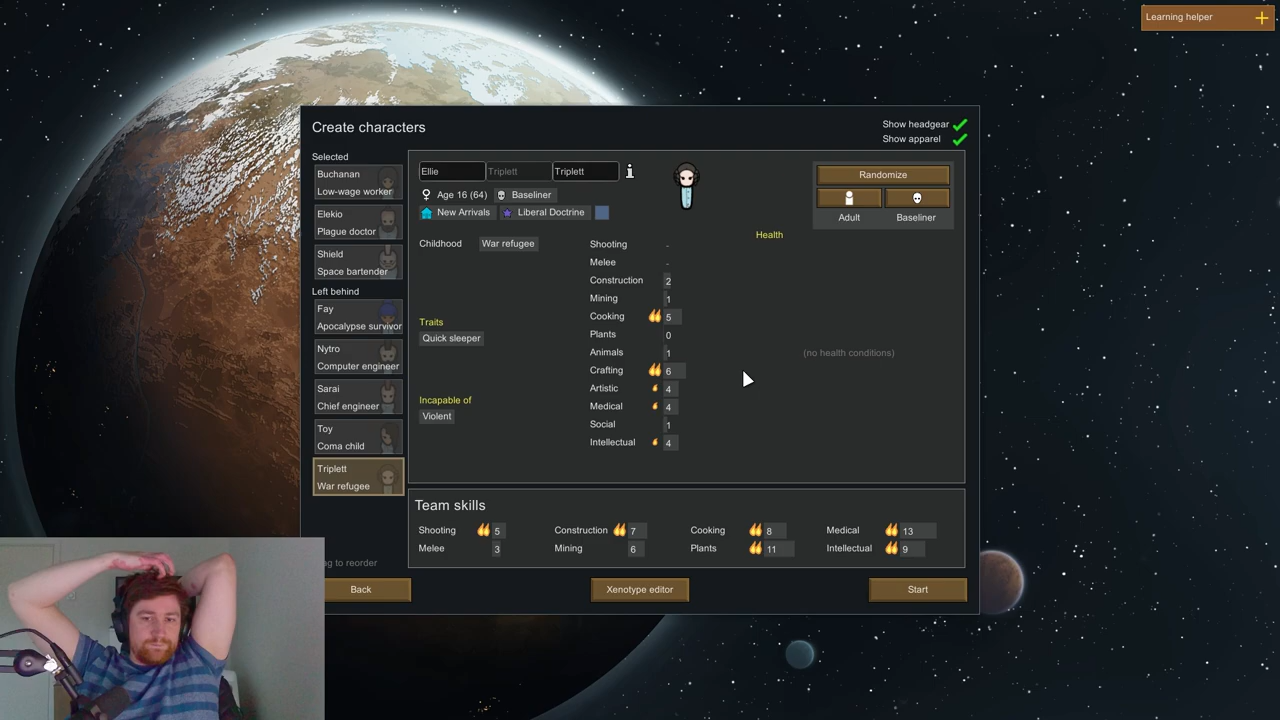 Learning helper
Create characters
Show headgear
Show apparel
Selected
Buchanan
Low-wage worker
Elekio
Plague doctor
Shield
Space bartender
Left behind
Fay
Apocalypse survivor
Nytro
Computer engineer
Sarai
Chief engineer
Toy
Coma child
Triplett
War refugee
Ellie Triplett Triplett
Age 16 (64) Baseliner
New Arrivals Liberal Doctrine
Childhood War refugee
Traits
Quick sleeper
Incapable of
Violent
Shooting -
Melee -
Construction 2
Mining 1
Cooking 5
Plants 0
Animals 1
Crafting 6
Artistic 4
Medical 4
Social 1
Intellectual 4
Randomize
Adult Baseliner
Health
(no health conditions)
Team skills
Shooting 5 Construction 7 Cooking 8 Medical 13
Melee 3 Mining 6 Plants 11 Intellectual 9
to reorder
Back Xenotype editor Start